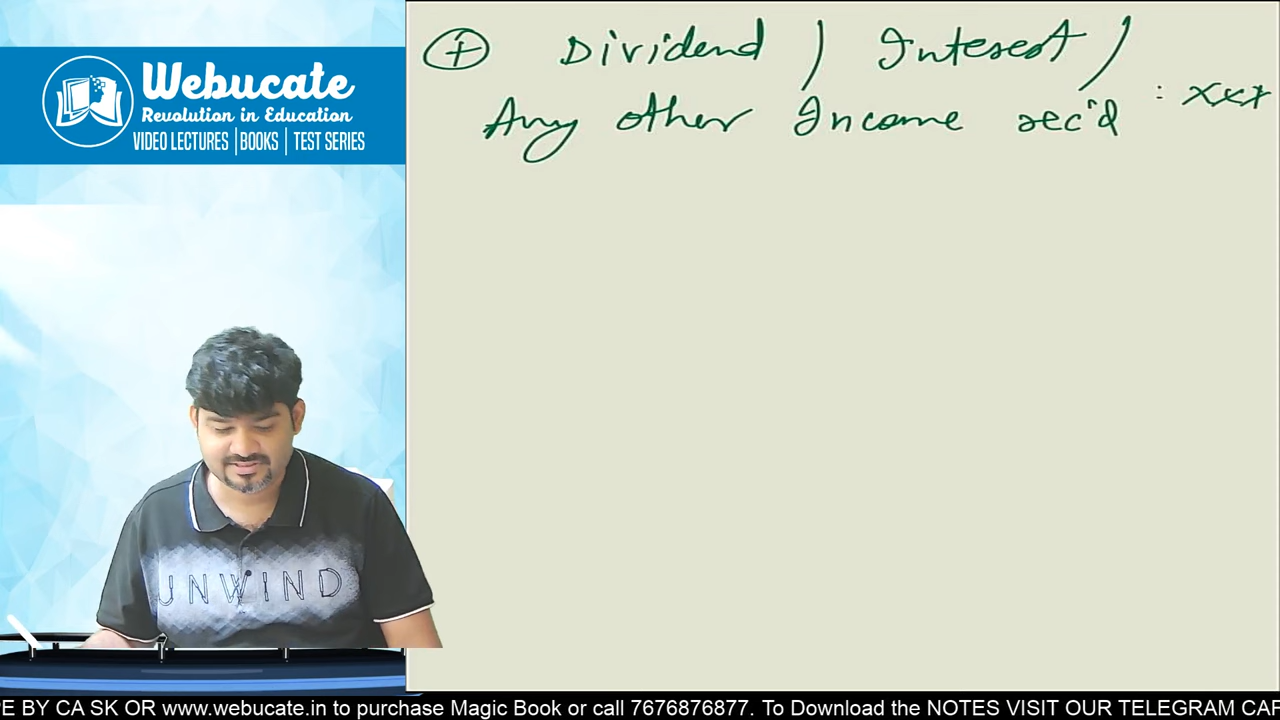 Webucate
Revolution in Education
VIDEO LECTURES | BOOKS | TEST SERIES
+ Dividend / Interest /
Any other Income rec'd : xxx
UNWIND
PE BY CA SK OR www.webucate.in to purchase Magic Book or call 7676876877. To Download the NOTES VISIT OUR TELEGRAM CAF